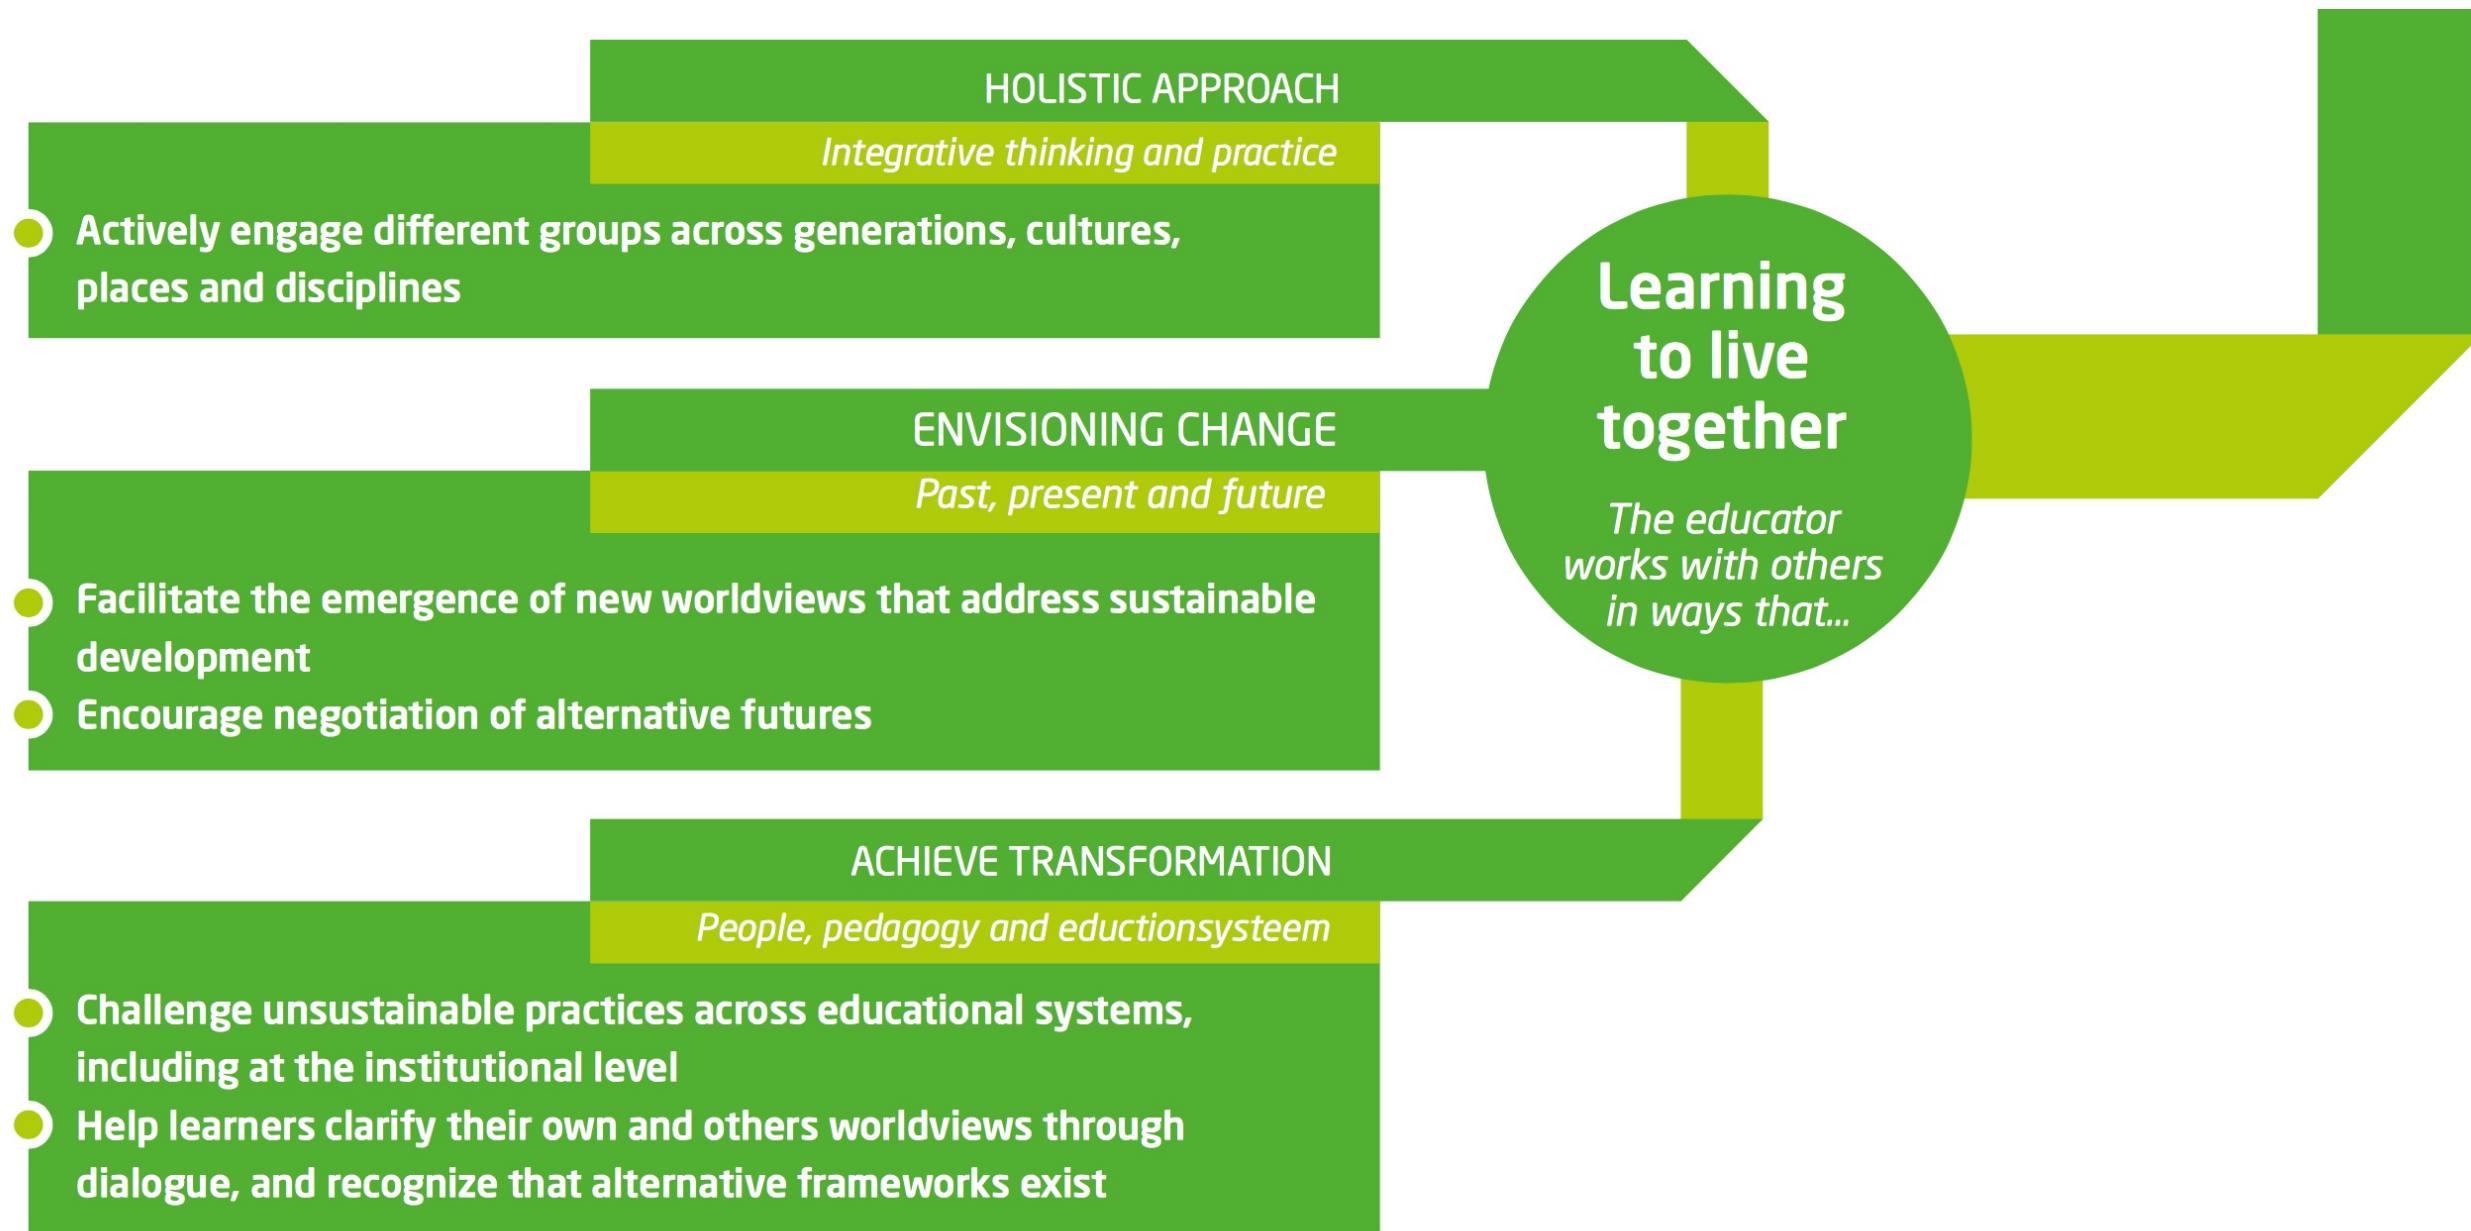 HOLISTIC APPROACH
Integrative thinking and practice
Actively engage different groups across generations, cultures,
places and disciplines
ENVISIONING CHANGE
Past, present and future
Facilitate the emergence of new worldviews that address sustainable
development
Encourage negotiation of alternative futures
ACHIEVE TRANSFORMATION
People, pedagogy and eductionsysteem
Challenge unsustainable practices across educational systems,
including at the institutional level
Help learners clarify their own and others worldviews through
dialogue, and recognize that alternative frameworks exist
Learning
to live
together
The educator
works with others
in ways that...